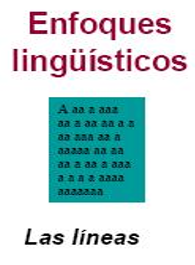 Enfoques
lingüísticos
A aa a aaa
aa a aa aa a a
aa aaa aa a
aaaaa aa aa
aa a aa a aaa
a a a a aaaa
aaaaaaa
Las líneas